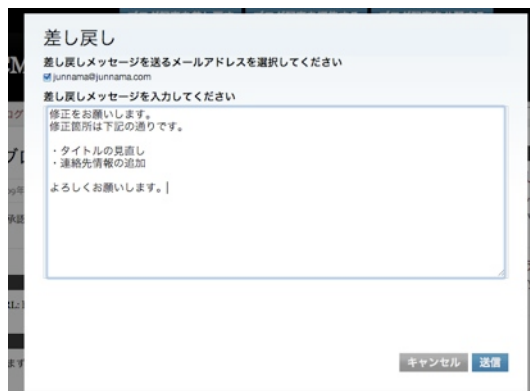 差し戻し
差し戻しメッセージを送るメールアドレスを選択してください
junnama@junnama.com
差し戻しメッセージを入力してください
修正をお願いします。
修正箇所は下記の通りです。
・タイトルの見直し
・連絡先情報の追加
よろしくお願いします。
キャンセル 送信